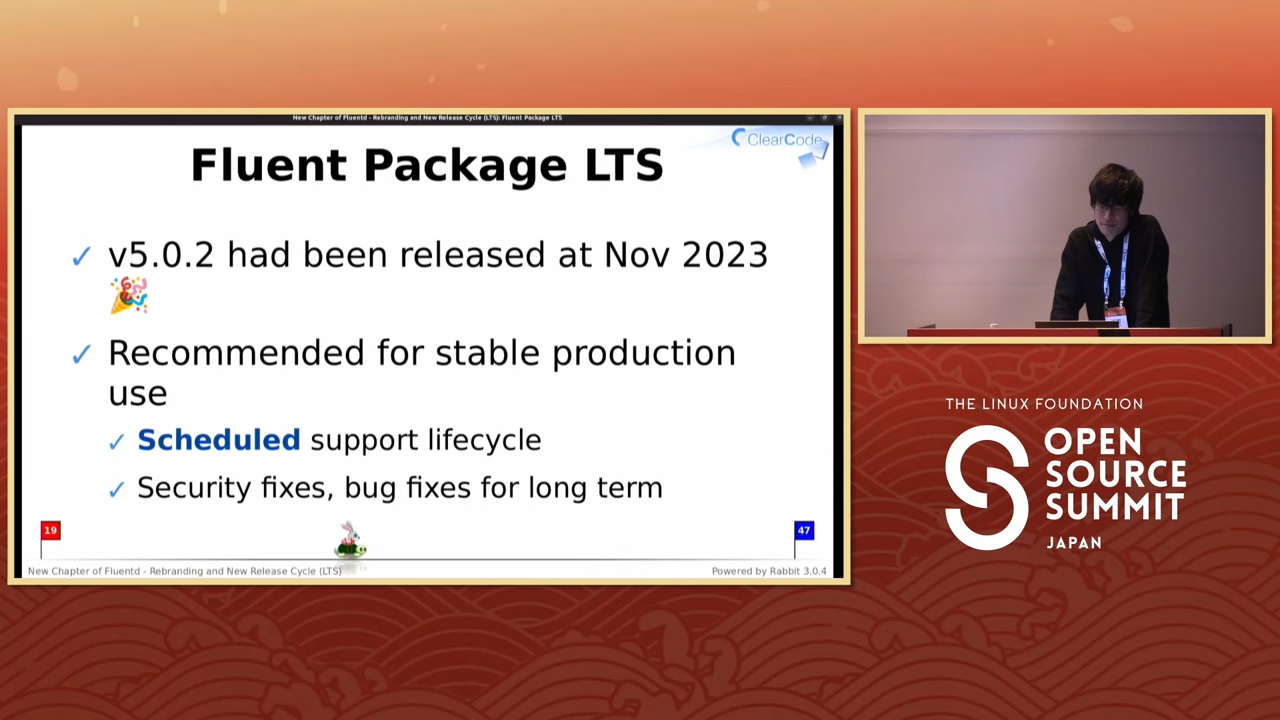 New Chapter of Fluentd - Rebranding and New Release Cycle (LTS): Fluent Package LTS
ClearCode
Fluent Package LTS
✓ v5.0.2 had been released at Nov 2023
🎉
✓ Recommended for stable production
use
✓ Scheduled support lifecycle
✓ Security fixes, bug fixes for long term
19
47
New Chapter of Fluentd - Rebranding and New Release Cycle (LTS)
Powered by Rabbit 3.0.4
THE LINUX FOUNDATION
OPEN
SOURCE
SUMMIT
JAPAN